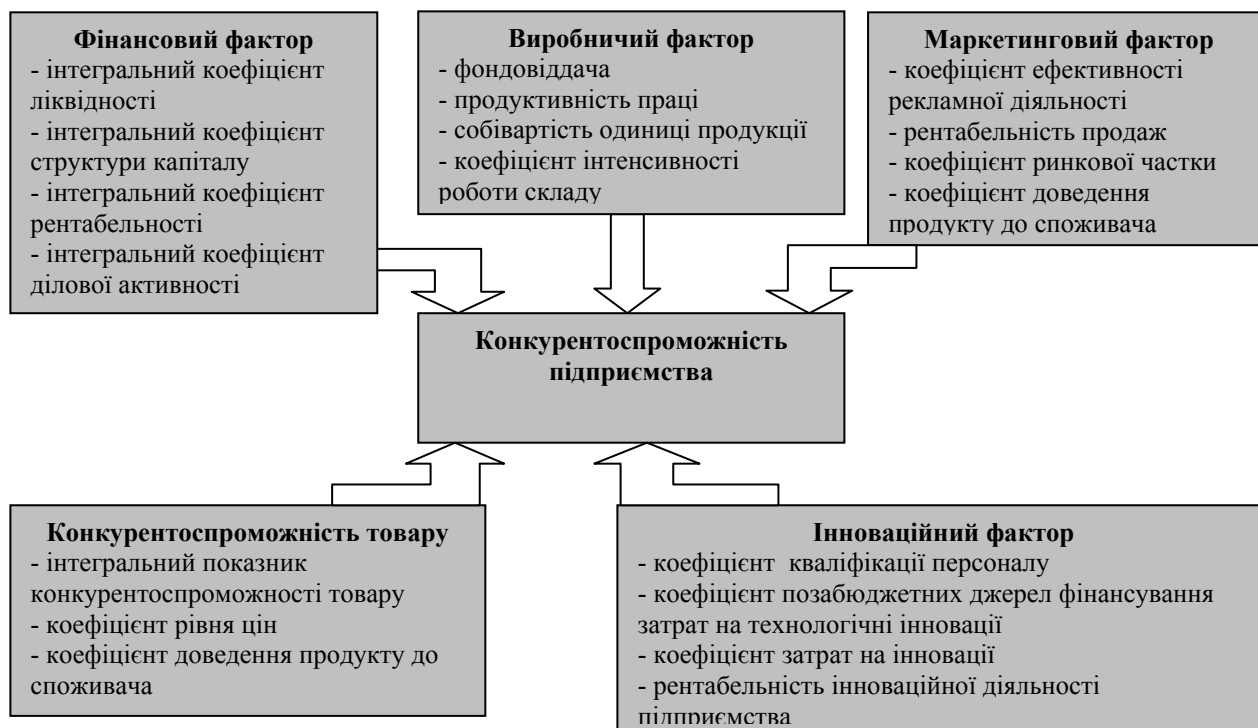 Фінансовий фактор
- інтегральний коефіцієнт
ліквідності
- інтегральний коефіцієнт
структури капіталу
- інтегральний коефіцієнт
рентабельності
- інтегральний коефіцієнт
ділової активності
Виробничий фактор
- фондовіддача
- продуктивність праці
- собівартість одиниці продукції
- коефіцієнт інтенсивності
роботи складу
Маркетинговий фактор
- коефіцієнт ефективності
рекламної діяльності
- рентабельність продаж
- коефіцієнт ринкової частки
- коефіцієнт доведення
продукту до споживача
Конкурентоспроможність
підприємства
Конкурентоспроможність товару
- інтегральний показник
конкурентоспроможності товару
- коефіцієнт рівня цін
- коефіцієнт доведення продукту до
споживача
Інноваційний фактор
- коефіцієнт кваліфікації персоналу
- коефіцієнт позабюджетних джерел фінансування
затрат на технологічні інновації
- коефіцієнт затрат на інновації
- рентабельність інноваційної діяльності
підприємства